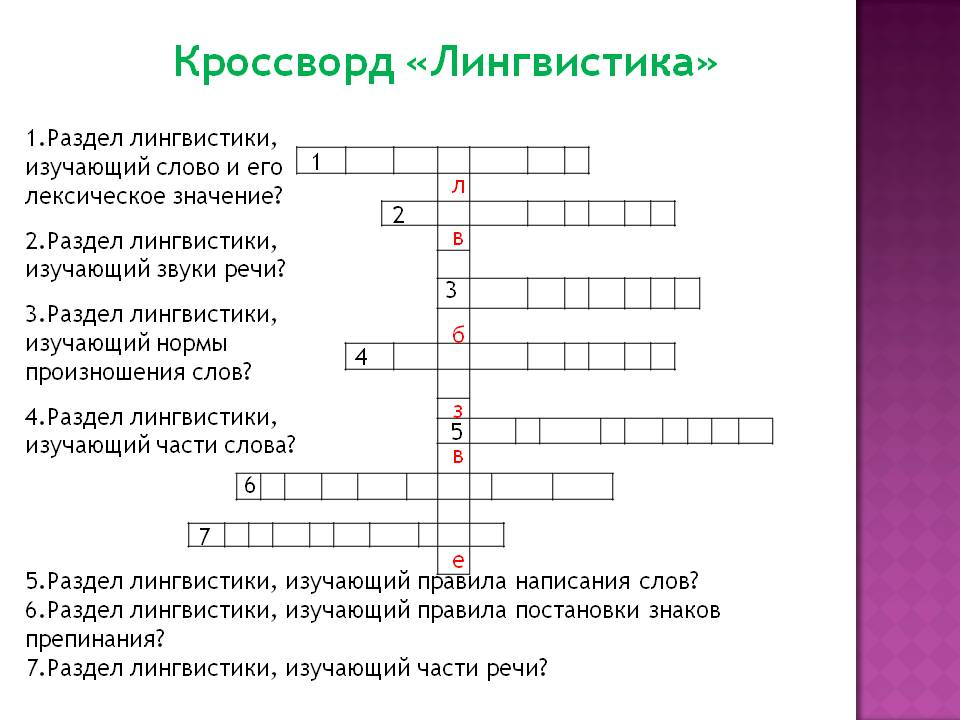 Кроссворд «Лингвистика»
1.Раздел лингвистики,
изучающий слово и его
лексическое значение?
2.Раздел лингвистики,
изучающий звуки речи?
3.Раздел лингвистики,
изучающий нормы
произношения слов?
4.Раздел лингвистики,
изучающий части слова?
1
л
2
в
3
б
4
з
5
в
6
7
е
5.Раздел лингвистики, изучающий правила написания слов?
6.Раздел лингвистики, изучающий правила постановки знаков
препинания?
7.Раздел лингвистики, изучающий части речи?